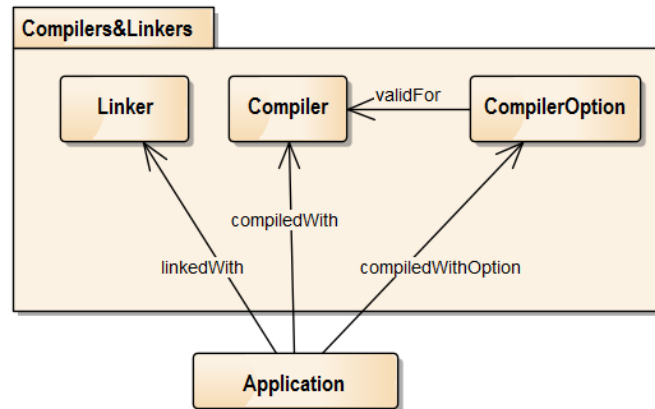 Compilers&Linkers
Linker
Compiler
validFor
CompilerOption
compiledWith
linkedWith
compiledWithOption
Application